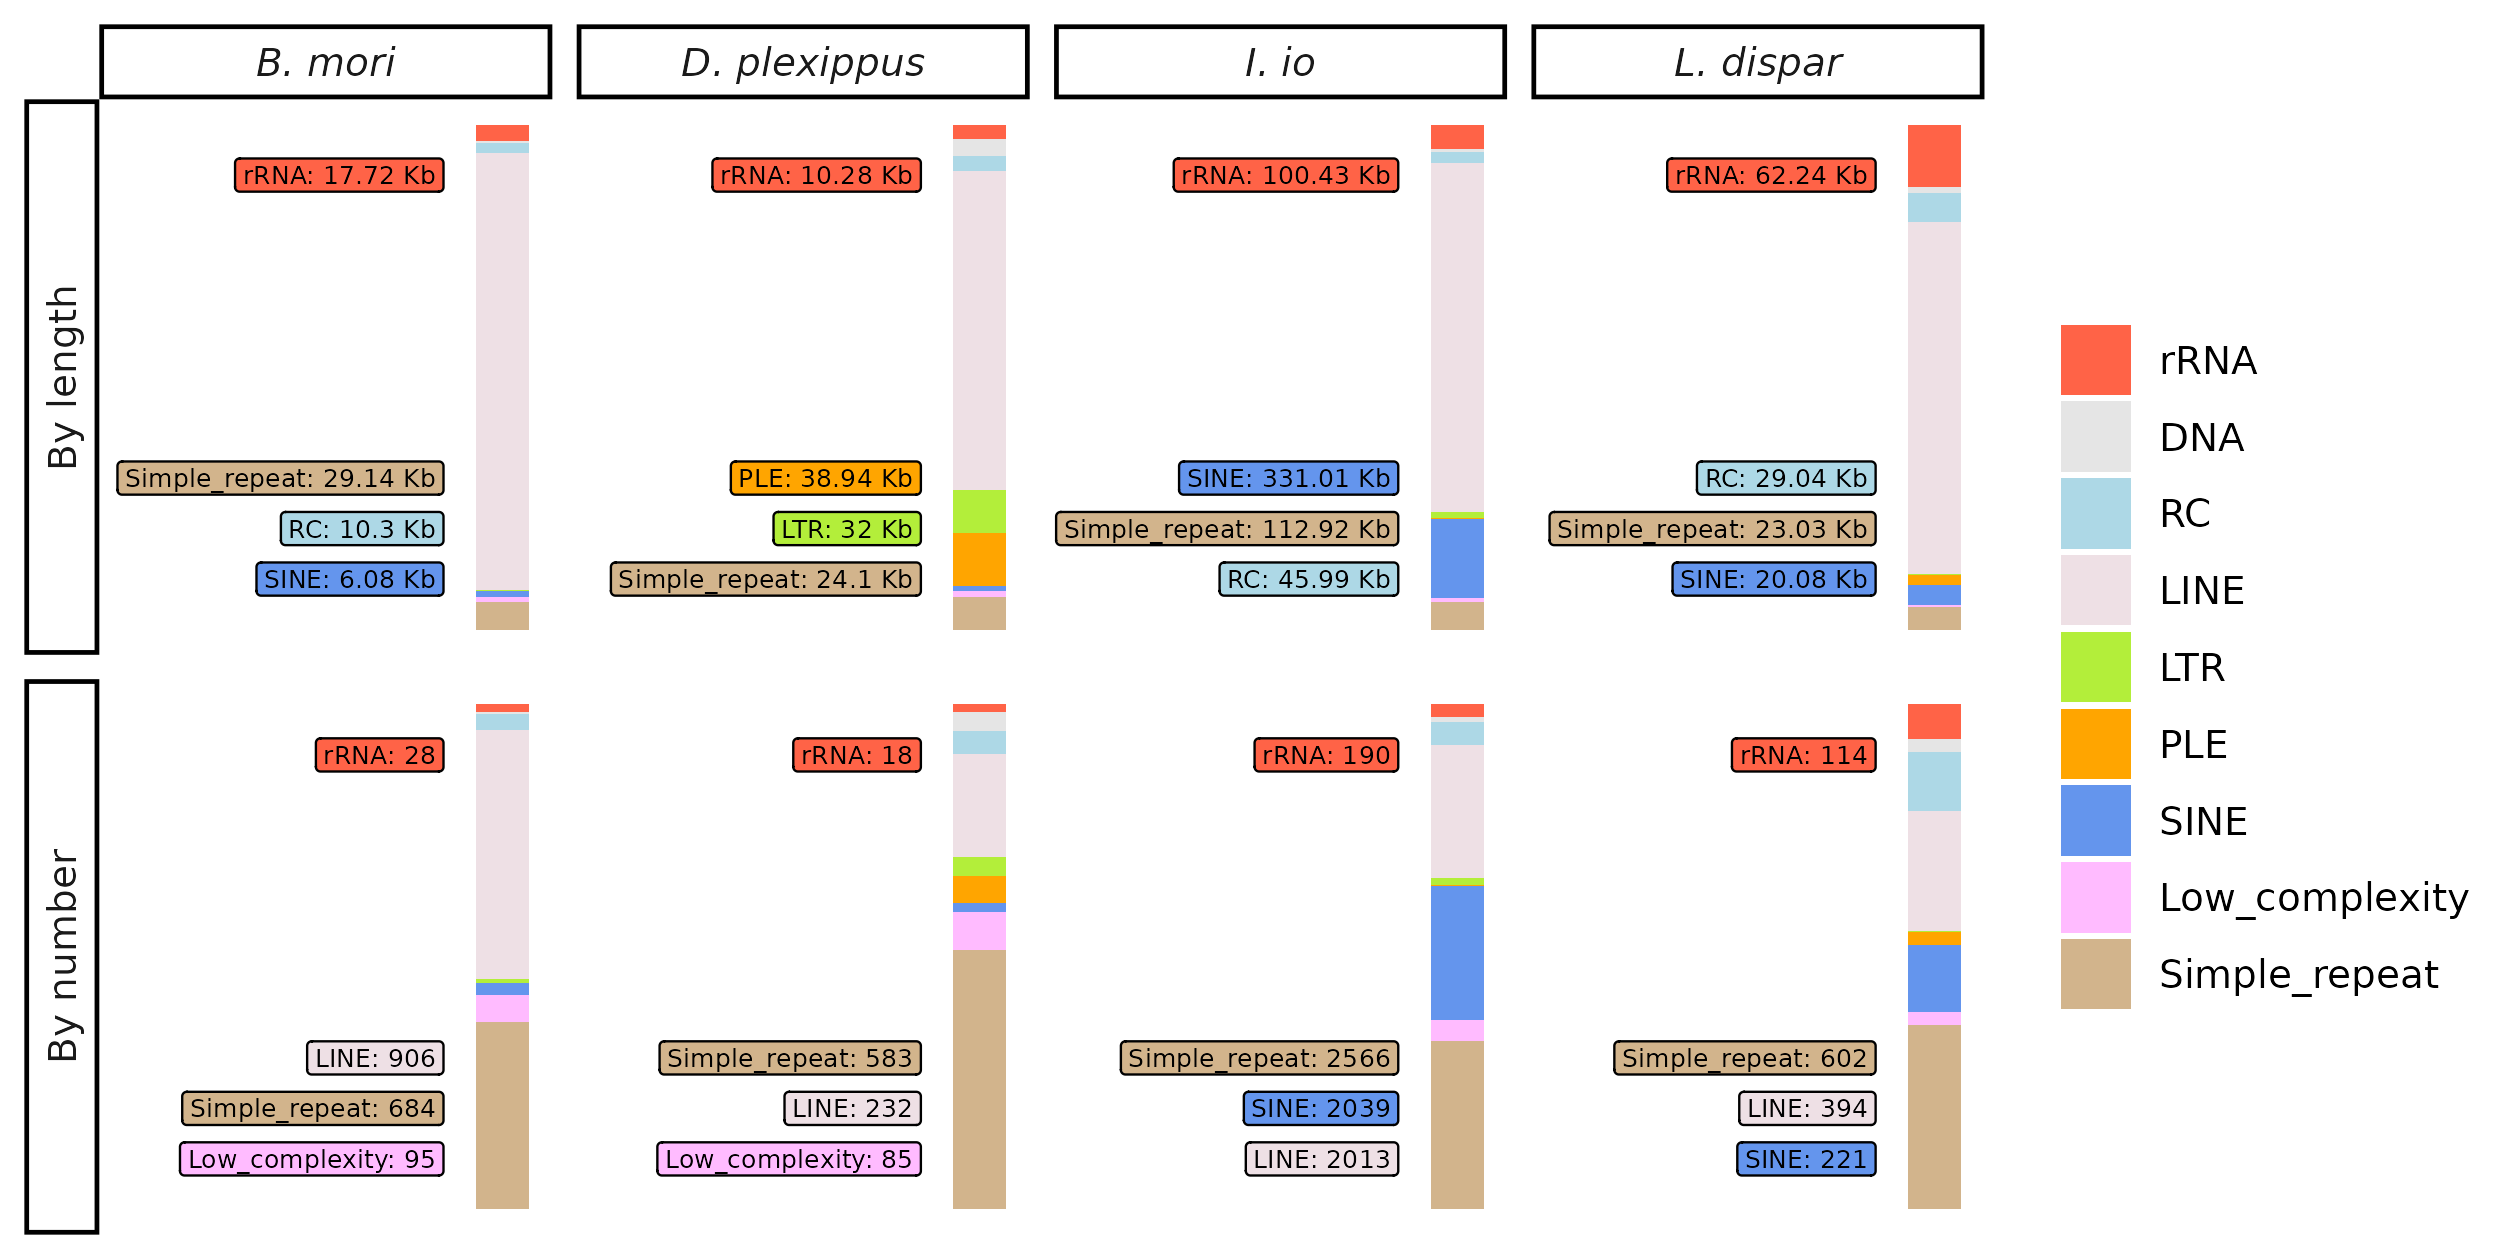 B. mori
D. plexippus
I. io
L. dispar
By length
rRNA: 17.72 Kb
Simple_repeat: 29.14 Kb
RC: 10.3 Kb
SINE: 6.08 Kb
rRNA: 10.28 Kb
PLE: 38.94 Kb
LTR: 32 Kb
Simple_repeat: 24.1 Kb
rRNA: 100.43 Kb
SINE: 331.01 Kb
Simple_repeat: 112.92 Kb
RC: 45.99 Kb
rRNA: 62.24 Kb
RC: 29.04 Kb
Simple_repeat: 23.03 Kb
SINE: 20.08 Kb
By number
rRNA: 28
LINE: 906
Simple_repeat: 684
Low_complexity: 95
rRNA: 18
Simple_repeat: 583
LINE: 232
Low_complexity: 85
rRNA: 190
Simple_repeat: 2566
SINE: 2039
LINE: 2013
rRNA: 114
Simple_repeat: 602
LINE: 394
SINE: 221
rRNA
DNA
RC
LINE
LTR
PLE
SINE
Low_complexity
Simple_repeat